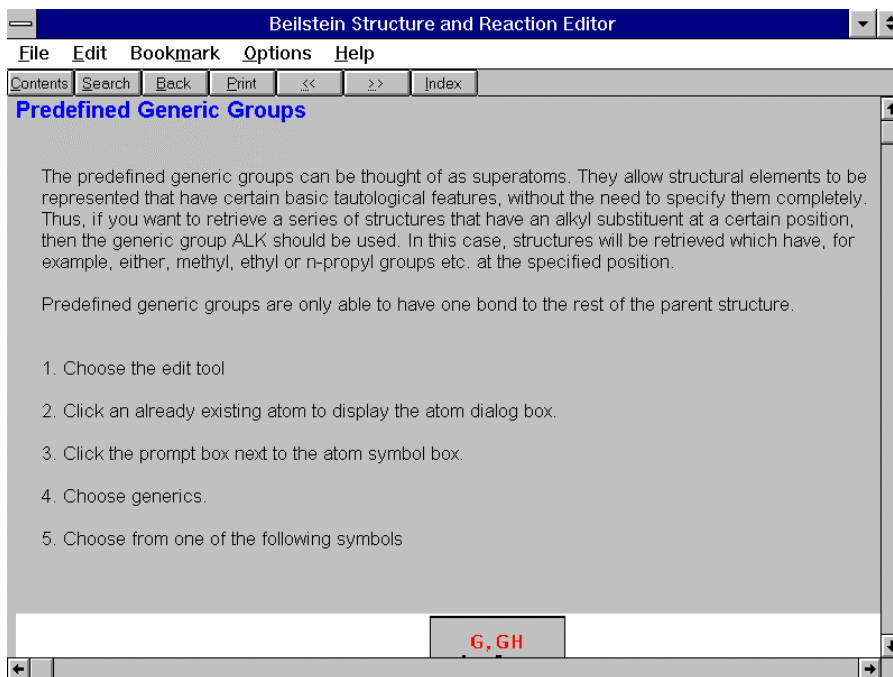 Beilstein Structure and Reaction Editor
File Edit Bookmark Options Help
Contents Search Back Print << >> Index
Predefined Generic Groups
The predefined generic groups can be thought of as superatoms. They allow structural elements to be
represented that have certain basic tautological features, without the need to specify them completely.
Thus, if you want to retrieve a series of structures that have an alkyl substituent at a certain position,
then the generic group ALK should be used. In this case, structures will be retrieved which have, for
example, either, methyl, ethyl or n-propyl groups etc. at the specified position.
Predefined generic groups are only able to have one bond to the rest of the parent structure.
1. Choose the edit tool
2. Click an already existing atom to display the atom dialog box.
3. Click the prompt box next to the atom symbol box.
4. Choose generics.
5. Choose from one of the following symbols
G,GH